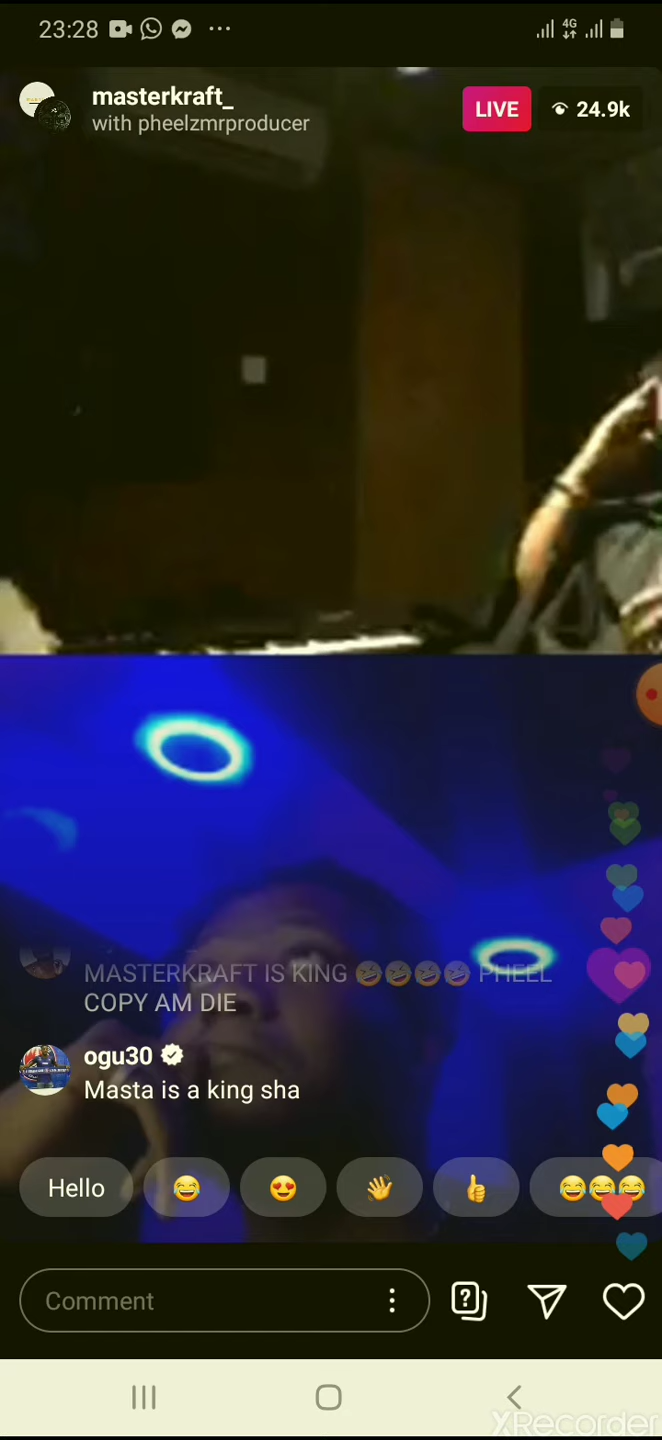 23:28
4G
masterkraft_
with pheelzmrproducer
LIVE
24.9k
MASTERKRAFT IS KING 🤣🤣🤣🤣 PHEEL
COPY AM DIE
ogu30
Masta is a king sha
Hello 😂 😍 👋 👍 😂😂😂
Comment
XRecorder